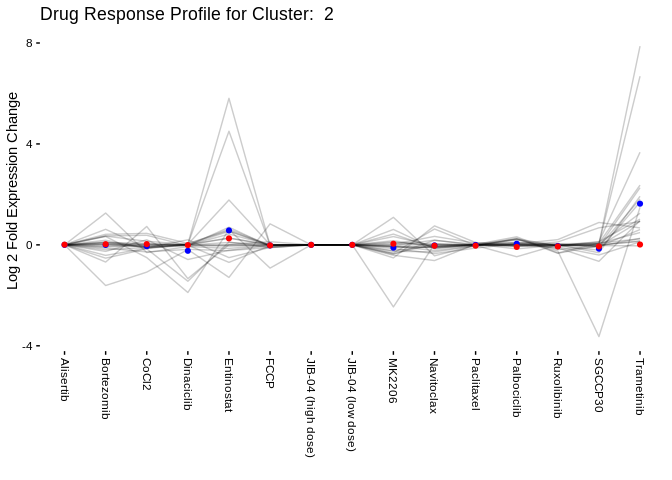 Drug Response Profile for Cluster: 2
Log 2 Fold Expression Change
8
4
0
-4
Alisertib
Bortezomib
CoCl2
Dinaciclib
Entinostat
FCCP
JIB-04 (high dose)
JIB-04 (low dose)
MK2206
Navitoclax
Paclitaxel
Palbociclib
Ruxolibinib
SGCCP30
Trametinib